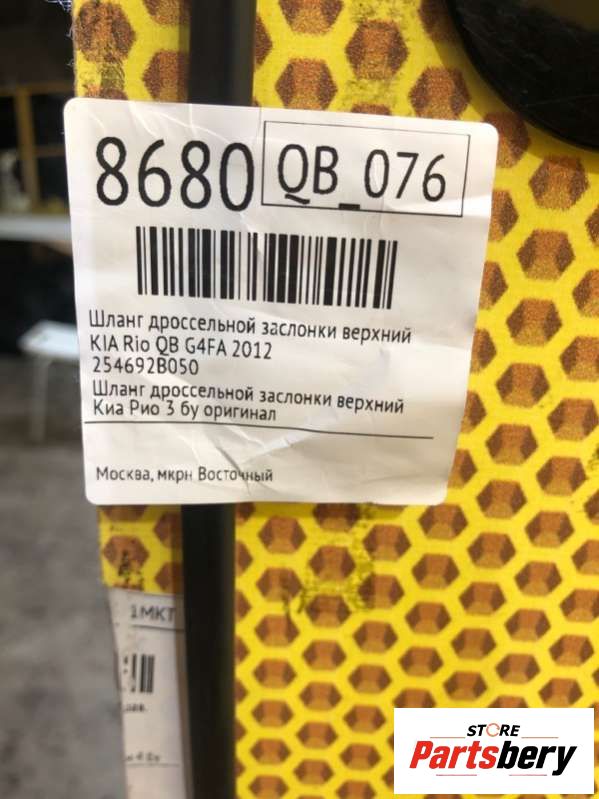 8680 QB_076
Шланг дроссельной заслонки верхний
KIA Rio QB G4FA 2012
254692B050
Шланг дроссельной заслонки верхний
Киа Рио 3 бу оригинал
Москва, мкрн Восточный
1МКТ
STORE
Partsbery